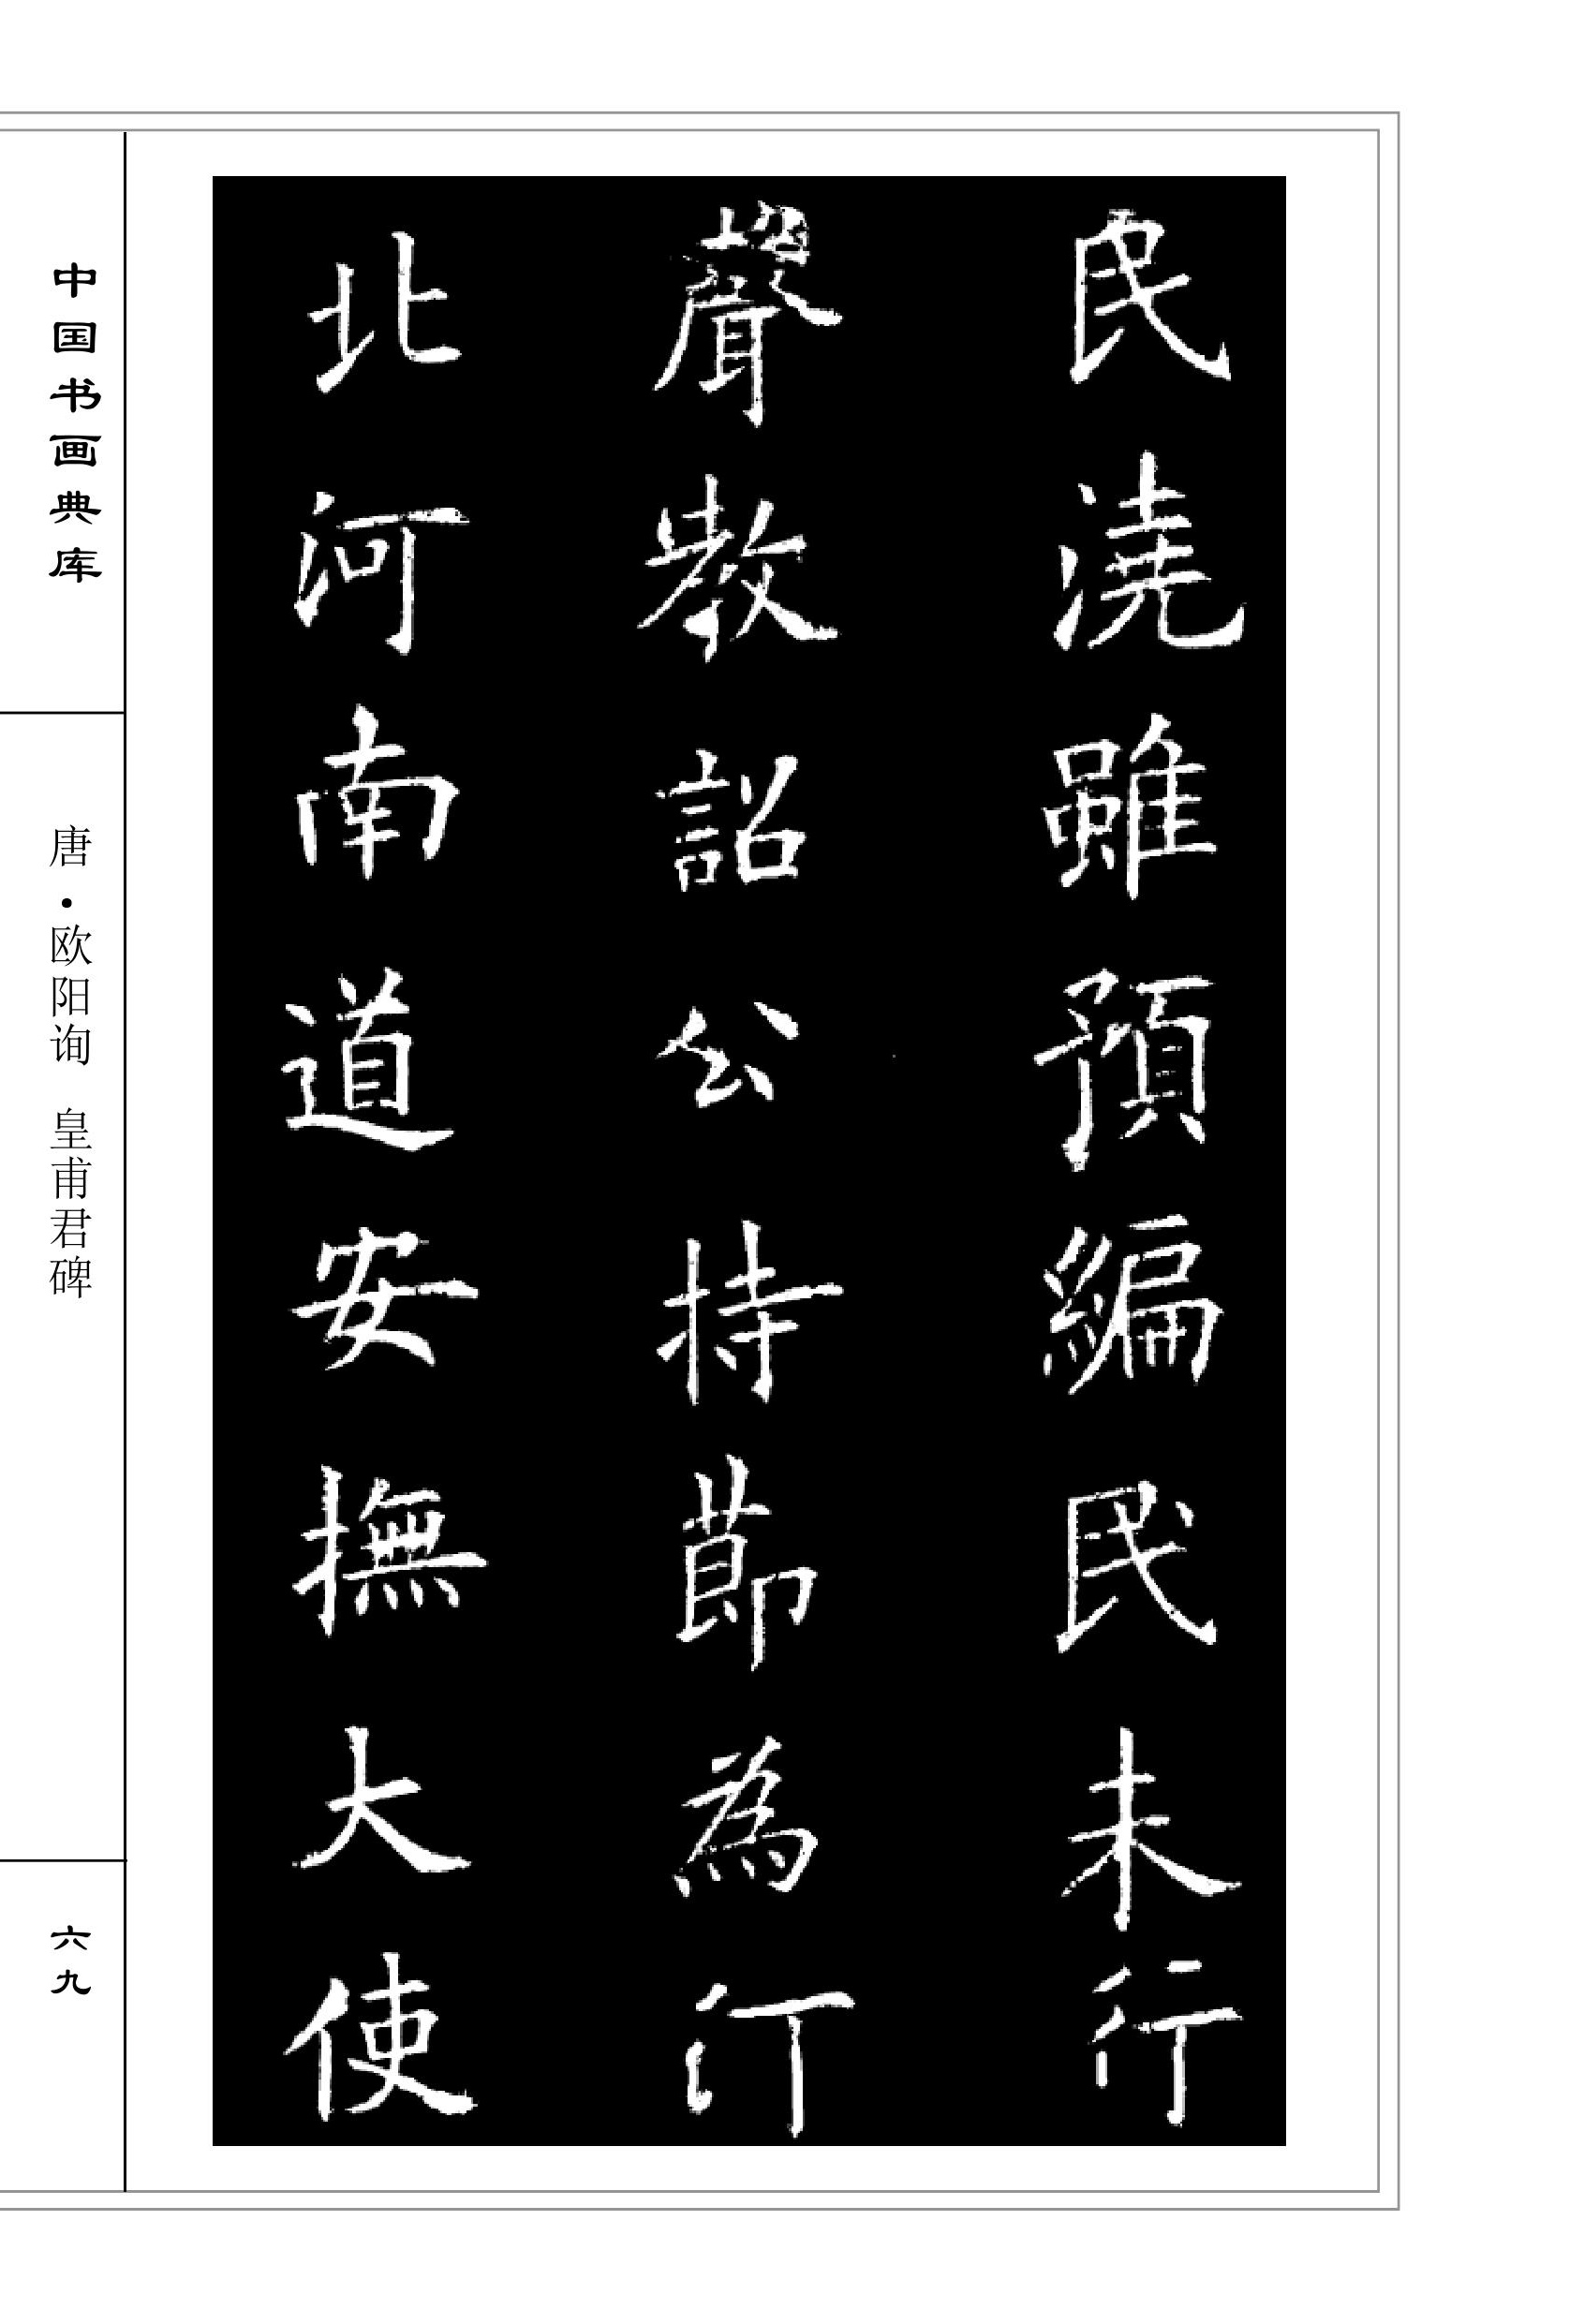 民澆雖預編民未行
聲教詔公持節為河
北河南道安撫大使
中国书画典库
唐·欧阳询 皇甫君碑
六九